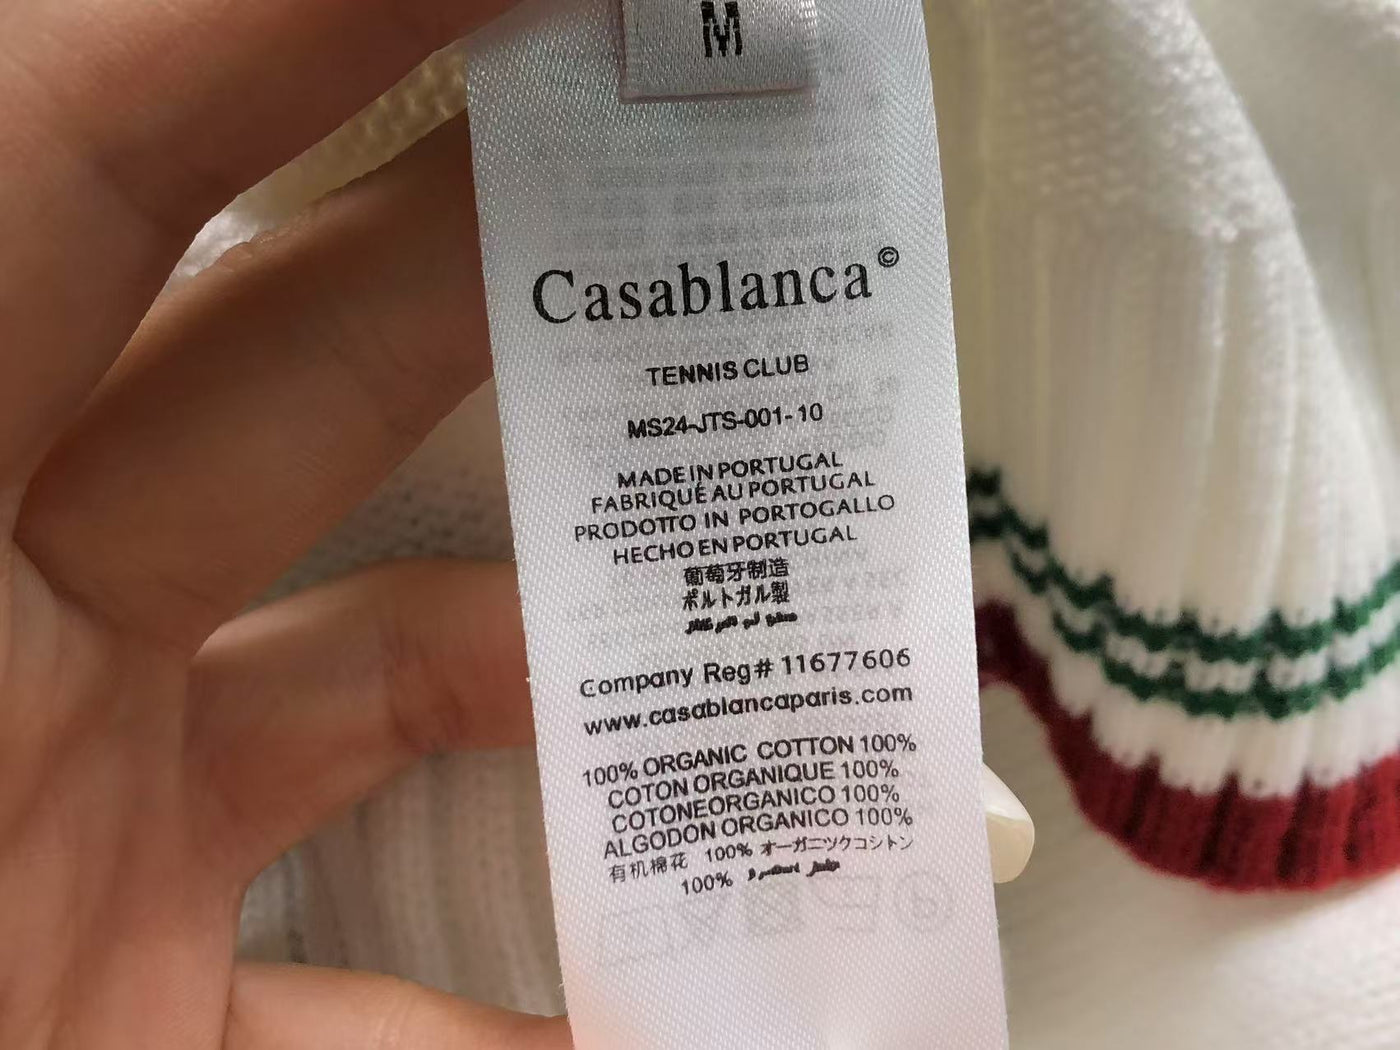 M
Casablanca©
TENNIS CLUB
MS24-JTS-001-10
MADE IN PORTUGAL
FABRIQUÉ AU PORTUGAL
PRODOTTO IN PORTOGALLO
HECHO EN PORTUGAL
葡萄牙制造
ポルトガル製
Company Reg# 11677606
www.casablancaparis.com
100% ORGANIC COTTON 100%
COTON ORGANIQUE 100%
COTONEORGANICO 100%
ALGODON ORGANICO 100%
有机棉花 100% オーガニツクコシトン
100%